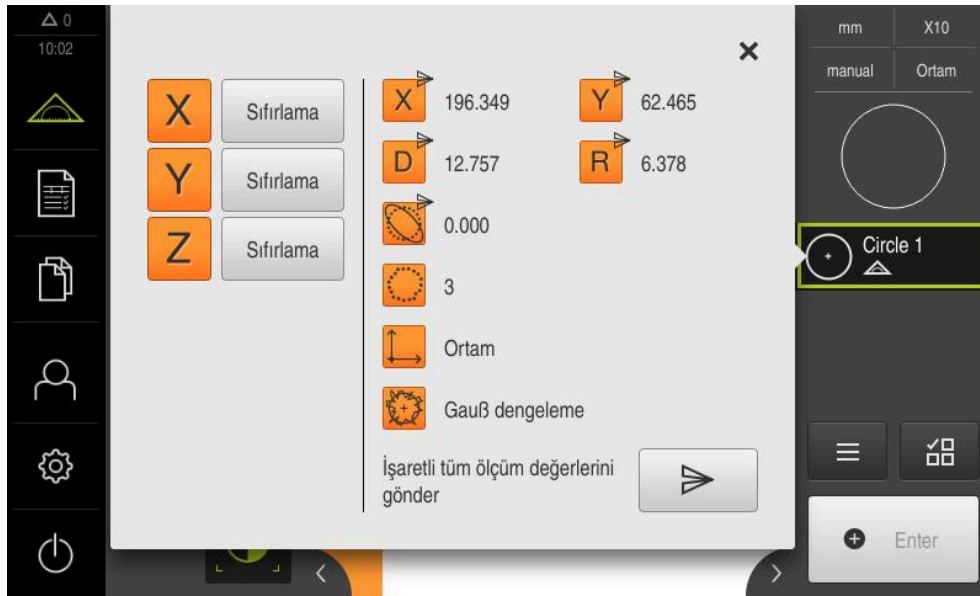 0
10:02
X Sıfırlama
Y Sıfırlama
Z Sıfırlama
X 196.349 Y 62.465
D 12.757 R 6.378
0.000
3
Ortam
Gauß dengeleme
İşaretli tüm ölçüm değerlerini
gönder
mm X10
manual Ortam
Circle 1
Enter